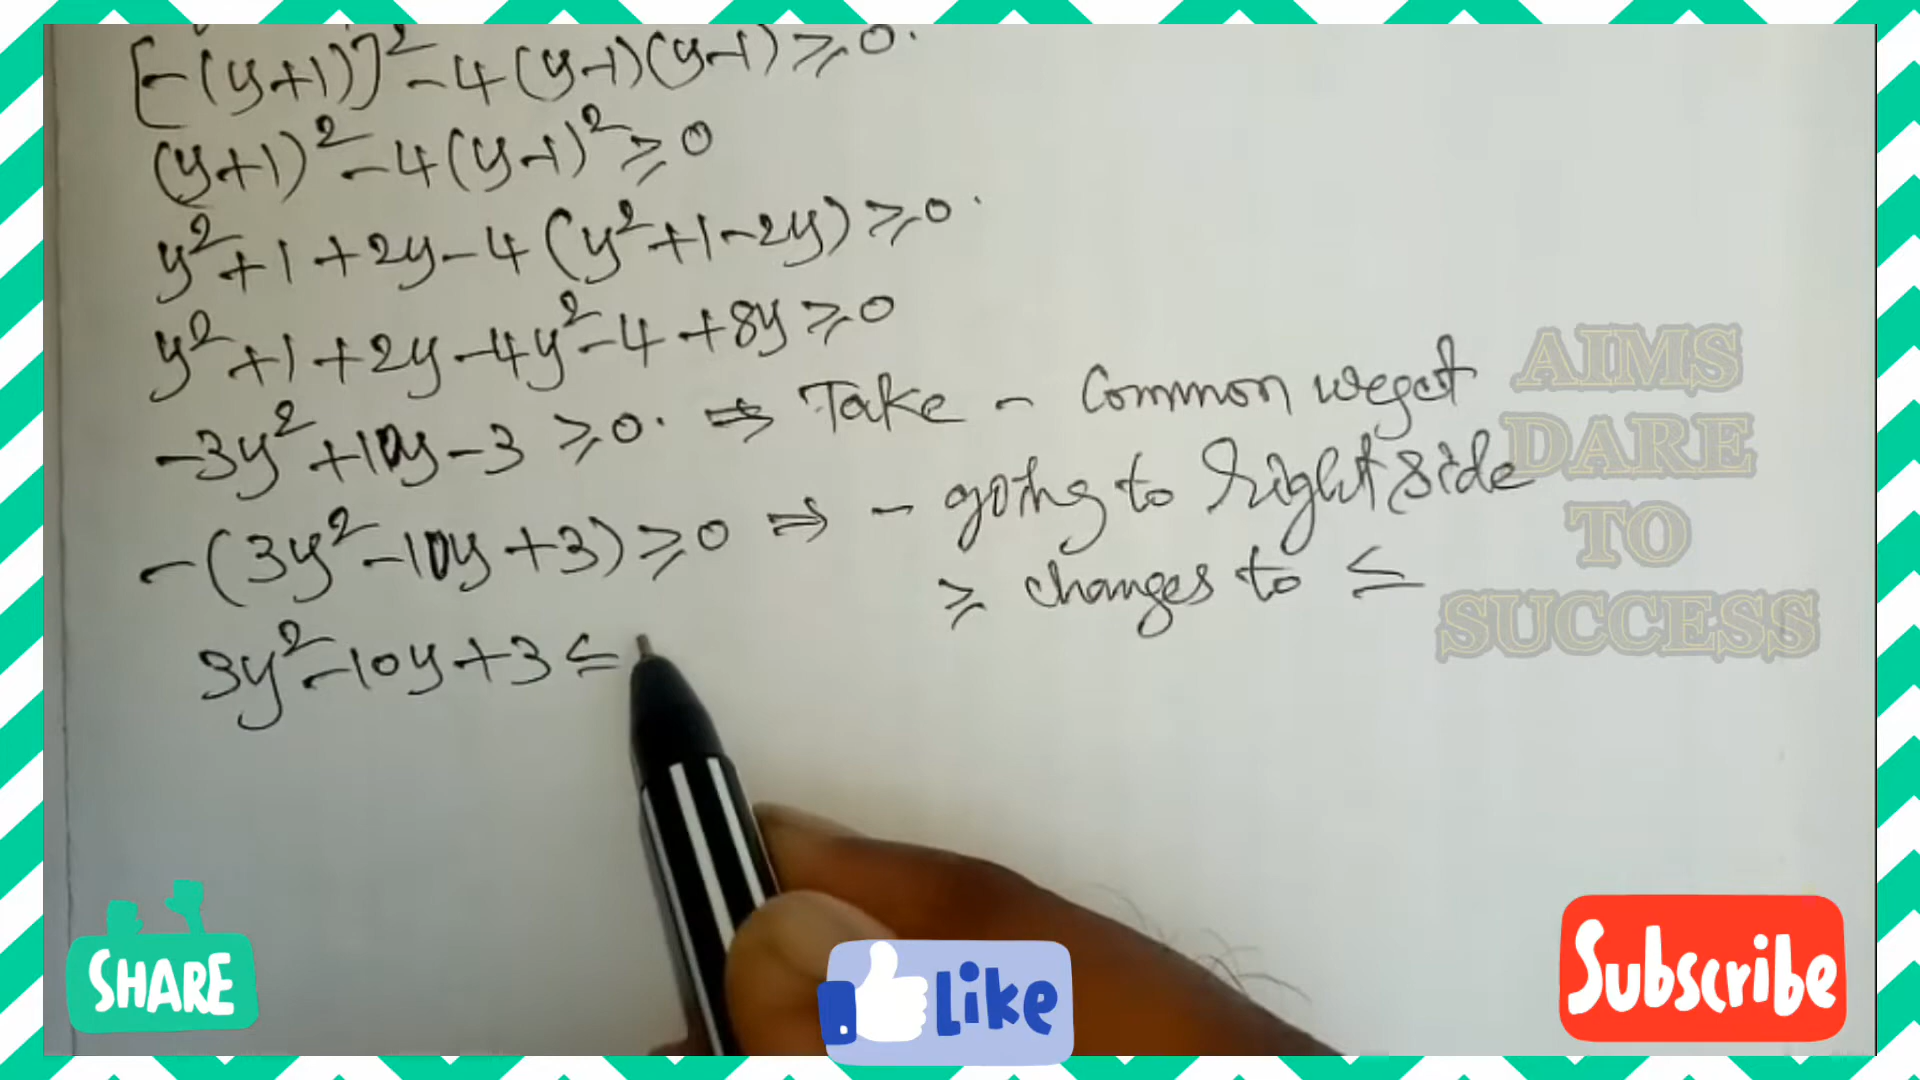 [-(y+1)]² - 4(y-1)(y-1) ≥ 0.
(y+1)² - 4(y-1)² ≥ 0
y² + 1 + 2y - 4(y² + 1 - 2y) ≥ 0.
y² + 1 + 2y - 4y² - 4 + 8y ≥ 0
-3y² + 10y - 3 ≥ 0. ⇒ Take - Common weget
-(3y² - 10y + 3) ≥ 0 ⇒ - going to right side
≥ changes to ≤
3y² - 10y + 3 ≤
AIMS
DARE
TO
SUCCESS
SHARE
Like
Subscribe